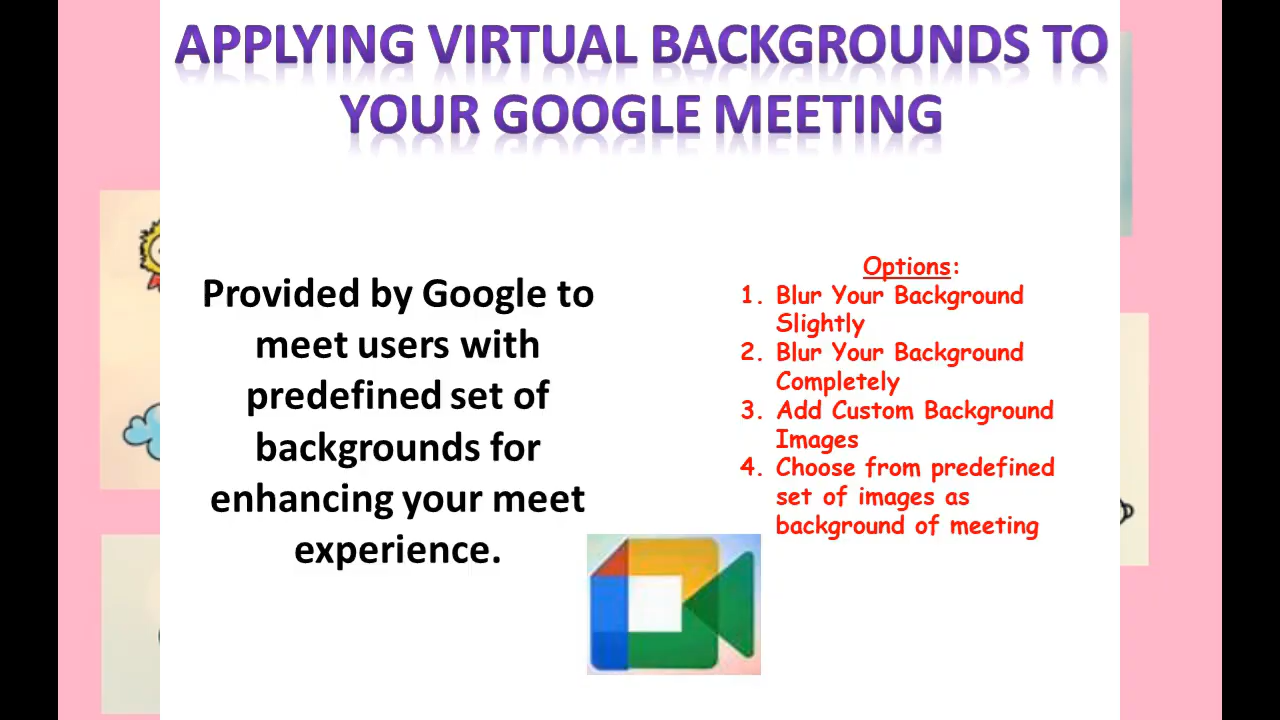 APPLYING VIRTUAL BACKGROUNDS TO
YOUR GOOGLE MEETING
Provided by Google to
meet users with
predefined set of
backgrounds for
enhancing your meet
experience.
Options:
1. Blur Your Background
Slightly
2. Blur Your Background
Completely
3. Add Custom Background
Images
4. Choose from predefined
set of images as
background of meeting